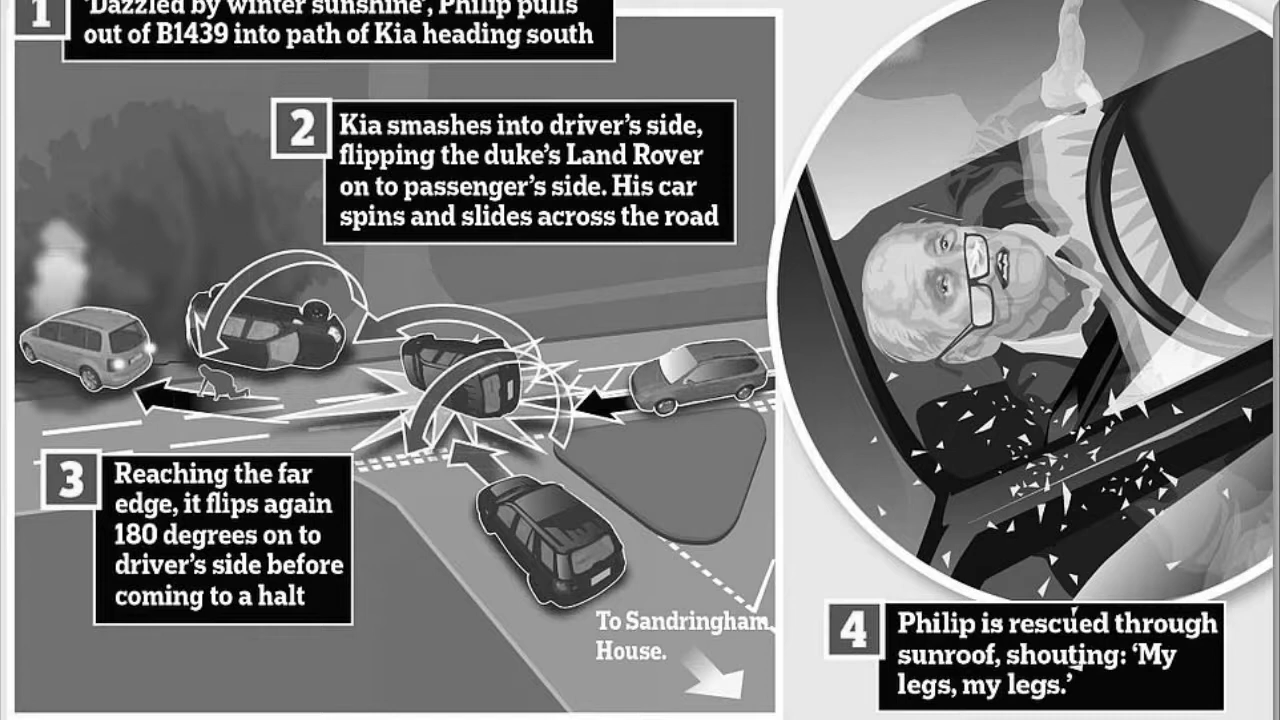 1
'Dazzled by winter sunshine', Philip pulls
out of B1439 into path of Kia heading south
2
Kia smashes into driver's side,
flipping the duke's Land Rover
on to passenger's side. His car
spins and slides across the road
3
Reaching the far
edge, it flips again
180 degrees on to
driver's side before
coming to a halt
To Sandringham
House.
4
Philip is rescued through
sunroof, shouting: 'My
legs, my legs.'